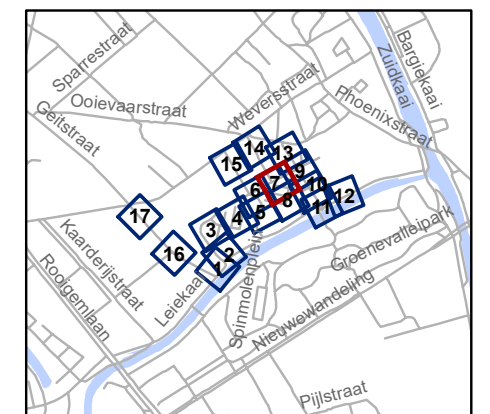 Sparrestraat
Bargiekaai
Zuidkaai
Weversstraat
Ooievaarstraat
Phoenixstraat
Geitstraat
14
13
15
9
7
10
6
12
8
11
5
17
4
3
16
2
1
Groenevalleipark
Kaarderijstraat
Leiekaai
Spinmolenplein
Rooigemlaan
Nieuwewandeling
Pijlstraat